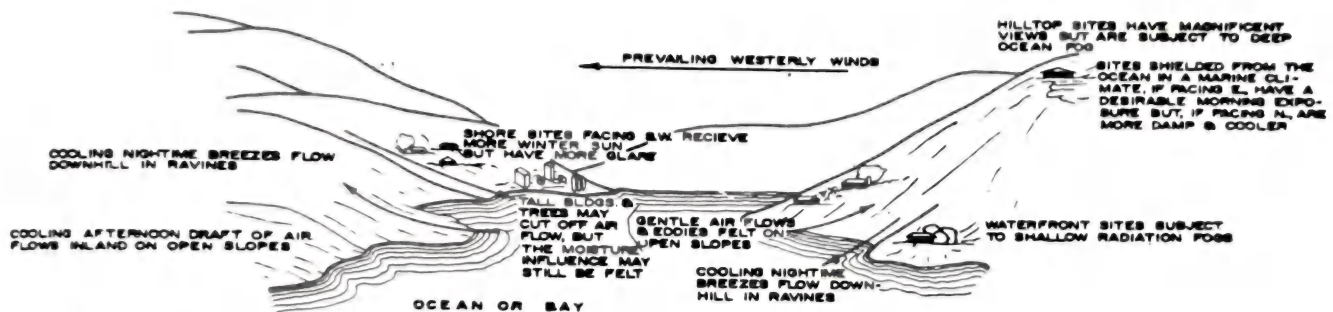 HILLTOP SITES HAVE MAGNIFICENT
VIEWS BUT ARE SUBJECT TO DEEP
OCEAN FOG
PREVAILING WESTERLY WINDS
SITES SHIELDED FROM THE
OCEAN IN A MARINE CLI-
MATE, IF FACING E., HAVE A
DESIRABLE MORNING EXPO-
SURE BUT, IF FACING N., ARE
MORE DAMP & COOLER
SHORE SITES FACING S.W. RECIEVE
MORE WINTER SUN
BUT HAVE MORE GLARE
COOLING NIGHTIME BREEZES FLOW
DOWNHILL IN RAVINES
COOLING AFTERNOON DRAFT OF AIR
FLOWS INLAND ON OPEN SLOPES
TALL BLDGS. &
TREES MAY
CUT OFF AIR
FLOW, BUT
THE MOISTURE
INFLUENCE MAY
STILL BE FELT
GENTLE AIR FLOWS
& EDDIES FELT ON
OPEN SLOPES
WATERFRONT SITES SUBJECT
TO SHALLOW RADIATION FOGS
COOLING NIGHTIME
BREEZES FLOW DOWN-
HILL IN RAVINES
OCEAN OR BAY